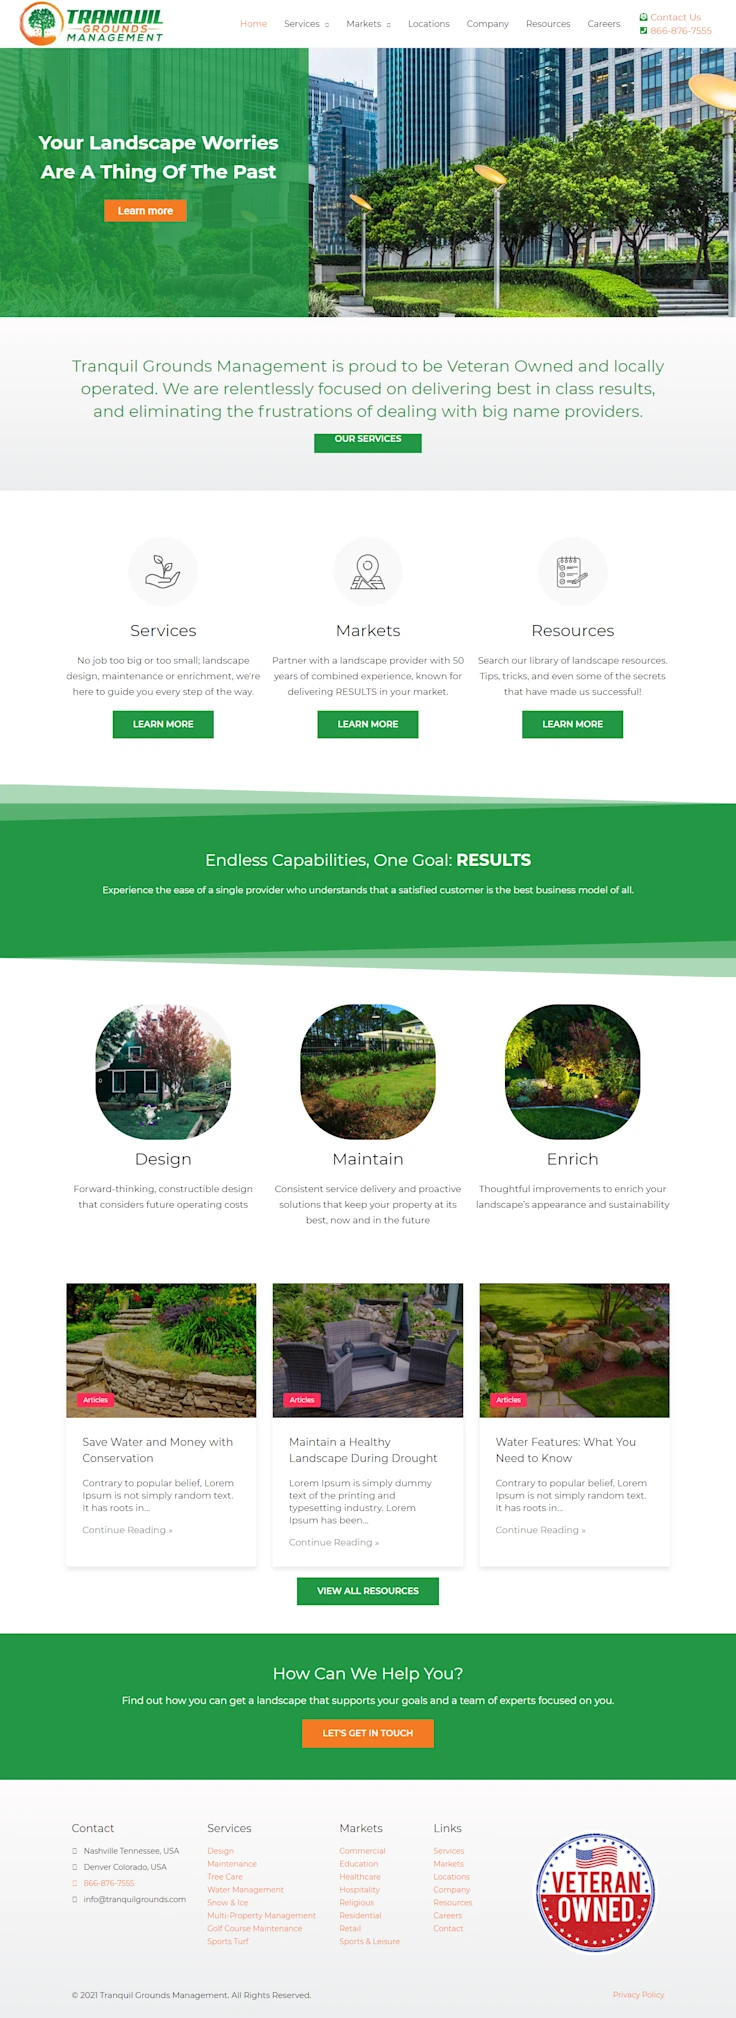 TRANQUIL
GROUNDS
MANAGEMENT
Home
Services
Markets
Locations
Company
Resources
Careers
Contact Us
866-876-7555
Your Landscape Worries
Are A Thing Of The Past
Learn more
Tranquil Grounds Management is proud to be Veteran Owned and locally
operated. We are relentlessly focused on delivering best in class results,
and eliminating the frustrations of dealing with big name providers.
OUR SERVICES
Services
No job too big or too small; landscape
design, maintenance or enrichment, we're
here to guide you every step of the way.
LEARN MORE
Markets
Partner with a landscape provider with 50
years of combined experience, known for
delivering RESULTS in your market.
LEARN MORE
Resources
Search our library of landscape resources.
Tips, tricks, and even some of the secrets
that have made us successful!
LEARN MORE
Endless Capabilities, One Goal: RESULTS
Experience the ease of a single provider who understands that a satisfied customer is the best business model of all.
Design
Forward-thinking, constructible design
that considers future operating costs
Maintain
Consistent service delivery and proactive
solutions that keep your property at its
best, now and in the future
Enrich
Thoughtful improvements to enrich your
landscape's appearance and sustainability
Articles
Save Water and Money with
Conservation
Contrary to popular belief, Lorem
Ipsum is not simply random text.
It has roots in...
Continue Reading »
Articles
Maintain a Healthy
Landscape During Drought
Lorem Ipsum is simply dummy
text of the printing and
typesetting industry. Lorem
Ipsum has been...
Continue Reading »
Articles
Water Features: What You
Need to Know
Contrary to popular belief, Lorem
Ipsum is not simply random text.
It has roots in...
Continue Reading »
VIEW ALL RESOURCES
How Can We Help You?
Find out how you can get a landscape that supports your goals and a team of experts focused on you.
LET'S GET IN TOUCH
Contact
Nashville Tennessee, USA
Denver Colorado, USA
866-876-7555
info@tranquilgrounds.com
Services
Design
Maintenance
Tree Care
Water Management
Snow & Ice
Multi-Property Management
Golf Course Maintenance
Sports Turf
Markets
Commercial
Education
Healthcare
Hospitality
Religious
Residential
Retail
Sports & Leisure
Links
Services
Markets
Locations
Company
Resources
Careers
Contact
VETERAN
OWNED
© 2021 Tranquil Grounds Management. All Rights Reserved.
Privacy Policy